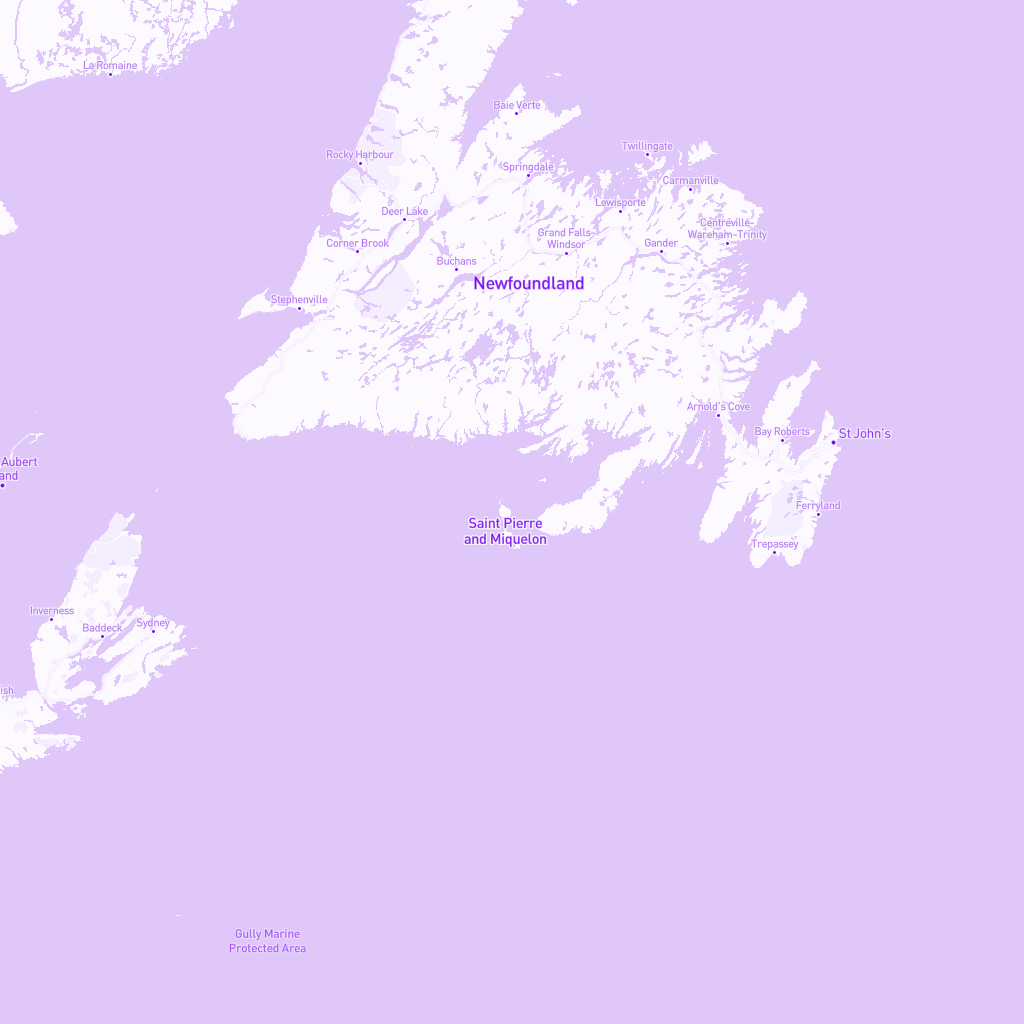 La Romaine
Baie Verte
Rocky Harbour
Springdale
Twillingate
Carmanville
Deer Lake
Lewisporte
Centreville-
Wareham-Trinity
Grand Falls-
Windsor
Corner Brook
Gander
Buchans
Newfoundland
Stephenville
Arnold's Cove
Bay Roberts
St John's
Aubert
and
Ferryland
Saint Pierre
and Miquelon
Trepassey
Inverness
Baddeck
Sydney
ish
Gully Marine
Protected Area